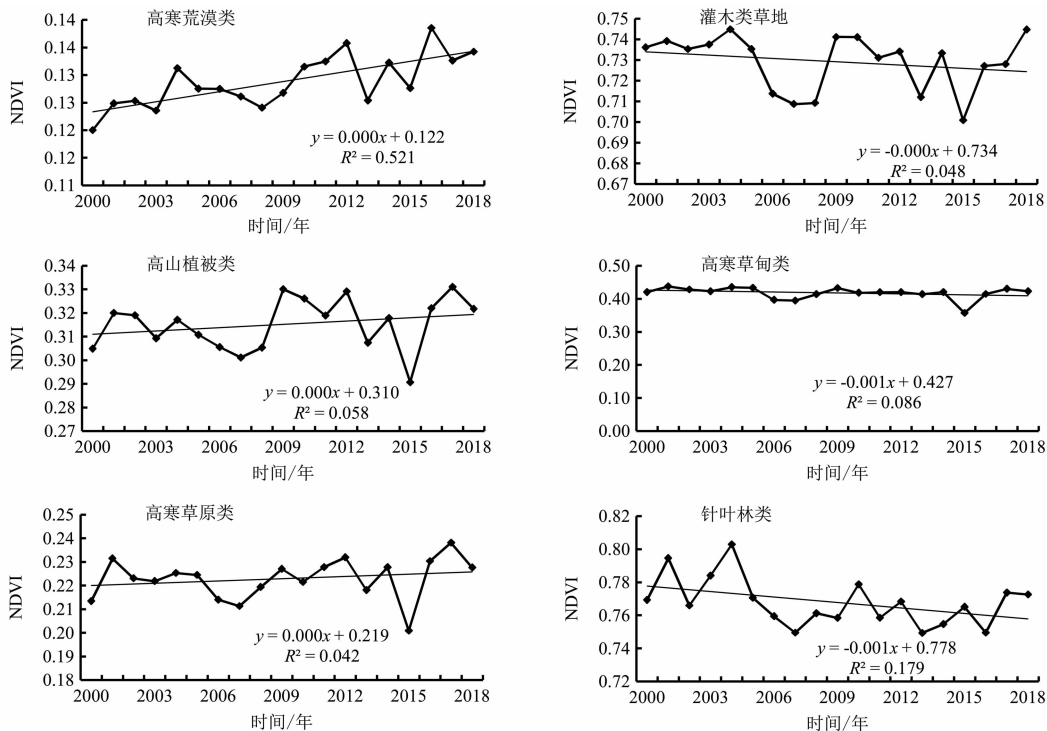 高寒荒漠类
NDVI
0.14
0.14
0.13
0.13
0.12
0.12
0.11
y = 0.000x + 0.122
R² = 0.521
2000 2003 2006 2009 2012 2015 2018
时间/年
灌木类草地
NDVI
0.75
0.74
0.73
0.72
0.71
0.70
0.69
0.68
0.67
y = -0.000x + 0.734
R² = 0.048
2000 2003 2006 2009 2012 2015 2018
时间/年
高山植被类
NDVI
0.34
0.33
0.32
0.31
0.30
0.29
0.28
0.27
y = 0.000x + 0.310
R² = 0.058
2000 2003 2006 2009 2012 2015 2018
时间/年
高寒草甸类
NDVI
0.50
0.40
0.30
0.20
0.10
0.00
y = -0.001x + 0.427
R² = 0.086
2000 2003 2006 2009 2012 2015 2018
时间/年
高寒草原类
NDVI
0.25
0.24
0.23
0.22
0.21
0.20
0.19
0.18
y = 0.000x + 0.219
R² = 0.042
2000 2003 2006 2009 2012 2015 2018
时间/年
针叶林类
NDVI
0.82
0.80
0.78
0.76
0.74
0.72
y = -0.001x + 0.778
R² = 0.179
2000 2003 2006 2009 2012 2015 2018
时间/年